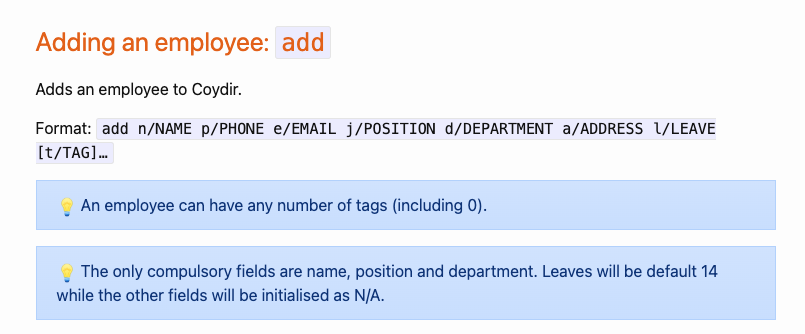 Adding an employee: add
Adds an employee to Coydir.
Format: add n/NAME p/PHONE e/EMAIL j/POSITION d/DEPARTMENT a/ADDRESS l/LEAVE
[t/TAG]…
💡 An employee can have any number of tags (including 0).
💡 The only compulsory fields are name, position and department. Leaves will be default 14
while the other fields will be initialised as N/A.